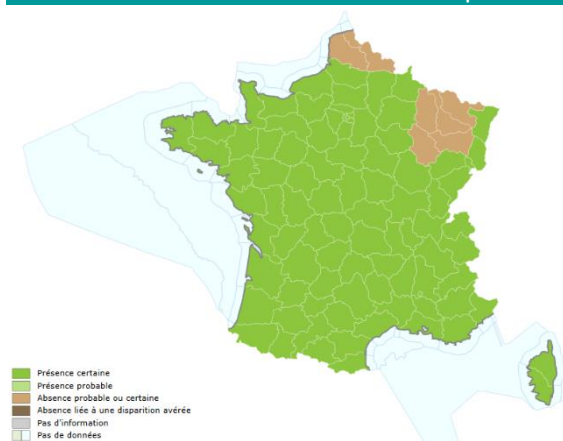 Présence certaine
Présence probable
Absence probable ou certaine
Absence liée à une disparition avérée
Pas d'information
Pas de données